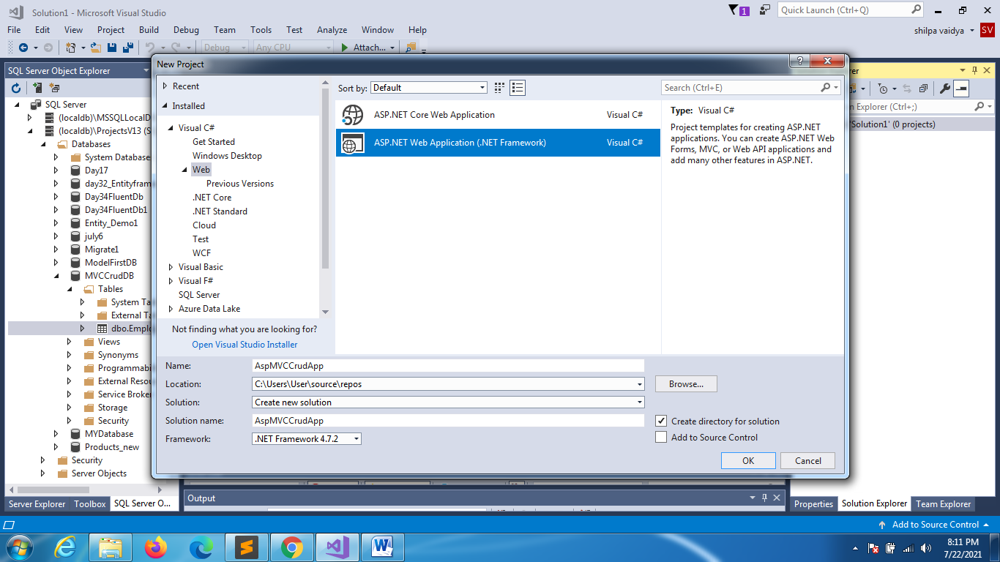 Solution1 - Microsoft Visual Studio
1
Quick Launch (Ctrl+Q)
File Edit View Project Build Debug Team Tools Test Analyze Window Help
shilpa vaidya
SV
Debug Any CPU Attach...
SQL Server Object Explorer
SQL Server
(localdb)\MSSQLLocalD
(localdb)\ProjectsV13 (S
Databases
System Database
Day17
day32_Entityfram
Day34FluentDb
Day34FluentDb1
Entity_Demo1
july6
Migrate1
ModelFirstDB
MVCCrudDB
Tables
System Ta
External Ta
dbo.Emplo
Views
Synonyms
Programmabi
External Resou
Service Broker
Storage
Security
MYDatabase
Products_new
Security
Server Objects
Server Explorer Toolbox SQL Server O...
New Project
?
Recent
Installed
Visual C#
Get Started
Windows Desktop
Web
Previous Versions
.NET Core
.NET Standard
Cloud
Test
WCF
Visual Basic
Visual F#
SQL Server
Azure Data Lake
Not finding what you are looking for?
Open Visual Studio Installer
Sort by: Default
Search (Ctrl+E)
ASP.NET Core Web Application Visual C#
ASP.NET Web Application (.NET Framework) Visual C#
Type: Visual C#
Project templates for creating ASP.NET
applications. You can create ASP.NET Web
Forms, MVC, or Web API applications and
add many other features in ASP.NET.
Name: AspMVCCrudApp
Location: C:\Users\User\source\repos
Browse...
Solution: Create new solution
Solution name: AspMVCCrudApp
Create directory for solution
Framework: .NET Framework 4.7.2
Add to Source Control
OK Cancel
rer
n Explorer (Ctrl+;)
'Solution1' (0 projects)
Output
Properties Solution Explorer Team Explorer
Add to Source Control
8:11 PM
7/22/2021